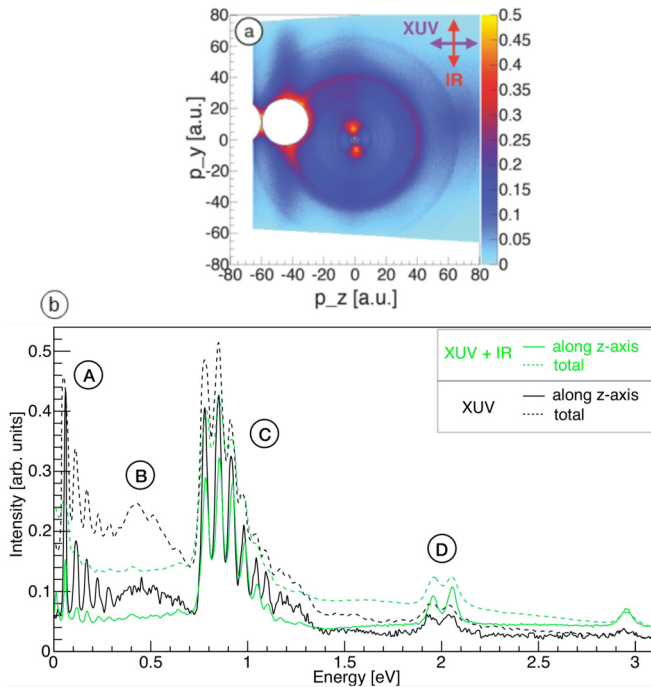 a
XUV
IR
80
60
40
20
0
-20
-40
-60
-80
p_y [a.u.]
-80 -60 -40 -20 0 20 40 60 80
p_z [a.u.]
0.5
0.45
0.4
0.35
0.3
0.25
0.2
0.15
0.1
0.05
0
b
0.5
0.4
0.3
0.2
0.1
0
Intensity [arb. units]
A
B
C
D
XUV + IR along z-axis
total
XUV along z-axis
total
0 0.5 1 1.5 2 2.5 3
Energy [eV]